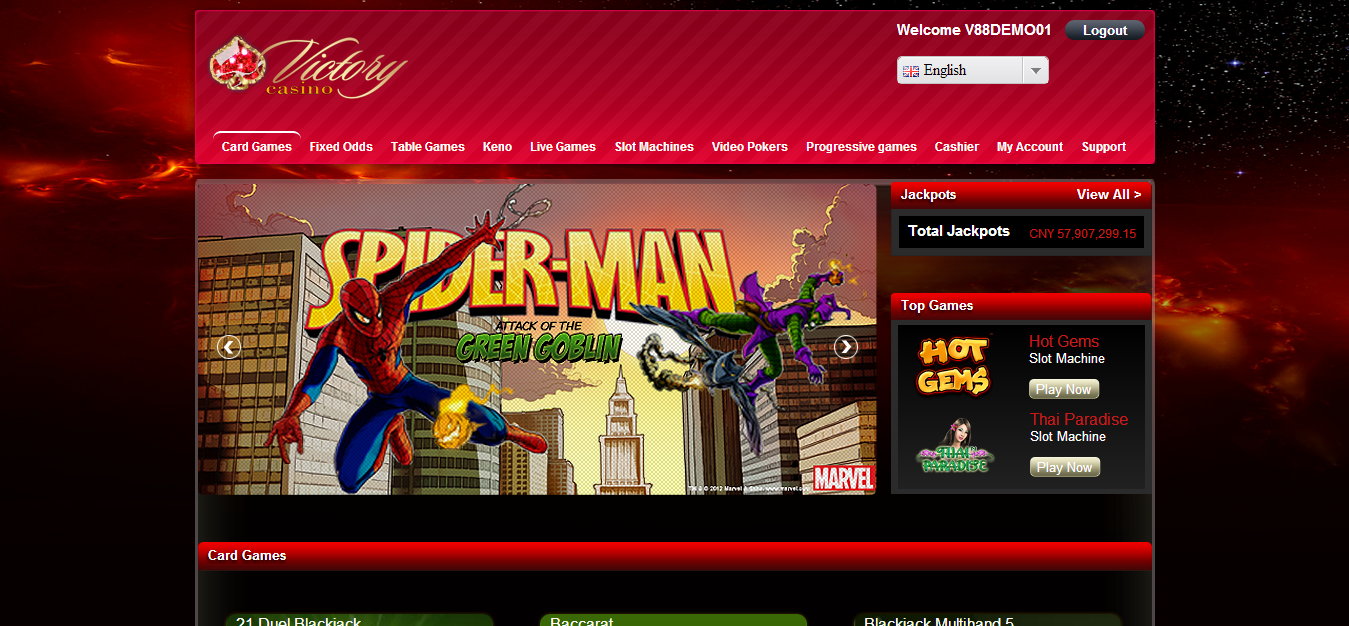 Welcome V88DEMO01
Logout
Victory
casino
English
Card Games Fixed Odds Table Games Keno Live Games Slot Machines Video Pokers Progressive games Cashier My Account Support
SPIDER-MAN
ATTACK OF THE
GREEN GOBLIN
MARVEL
Jackpots View All >
Total Jackpots CNY 57,907,299.15
Top Games
HOT
GEMS
Hot Gems
Slot Machine
Play Now
THAI
PARADISE
Thai Paradise
Slot Machine
Play Now
Card Games
21 Duel Blackjack Baccarat Blackjack Multihand 5